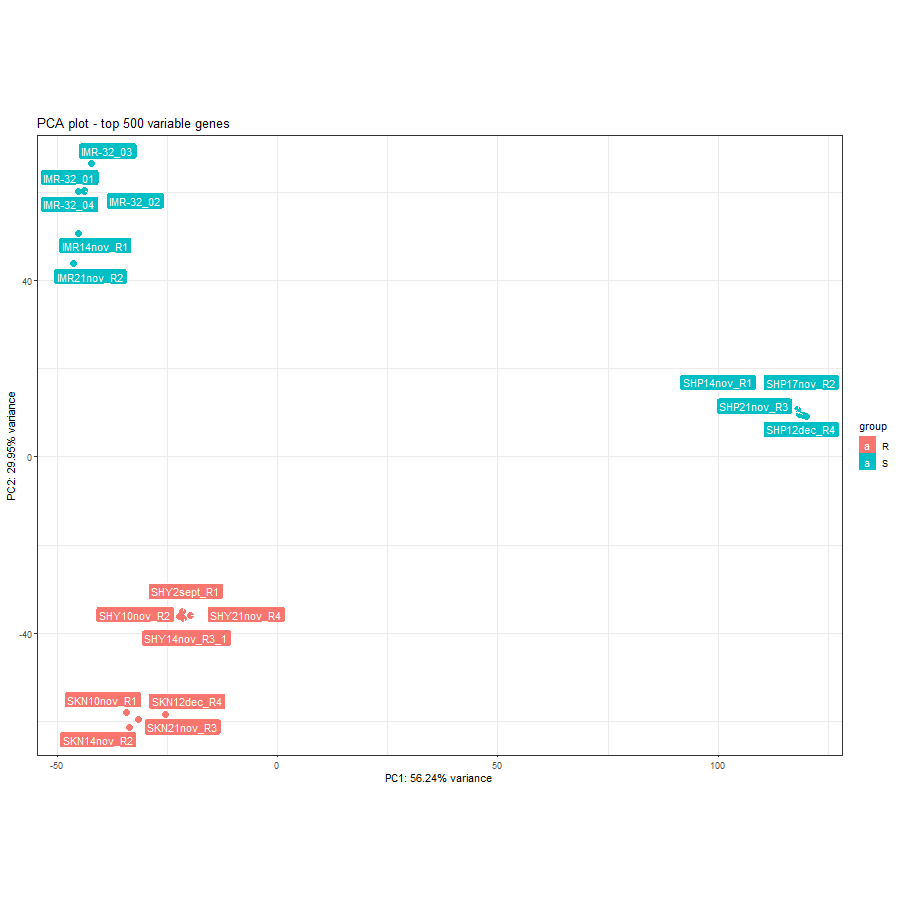 PCA plot - top 500 variable genes
IMR-32_03
IMR-32_01
IMR-32_04
IMR-32_02
IMR14nov_R1
IMR21nov_R2
SHP14nov_R1
SHP17nov_R2
SHP21nov_R3
SHP12dec_R4
SHY2sept_R1
SHY10nov_R2
SHY21nov_R4
SHY14nov_R3_1
SKN10nov_R1
SKN12dec_R4
SKN21nov_R3
SKN14nov_R2
40
0
-40
PC2: 29.95% variance
-50
0
50
100
PC1: 56.24% variance
group
a R
a S